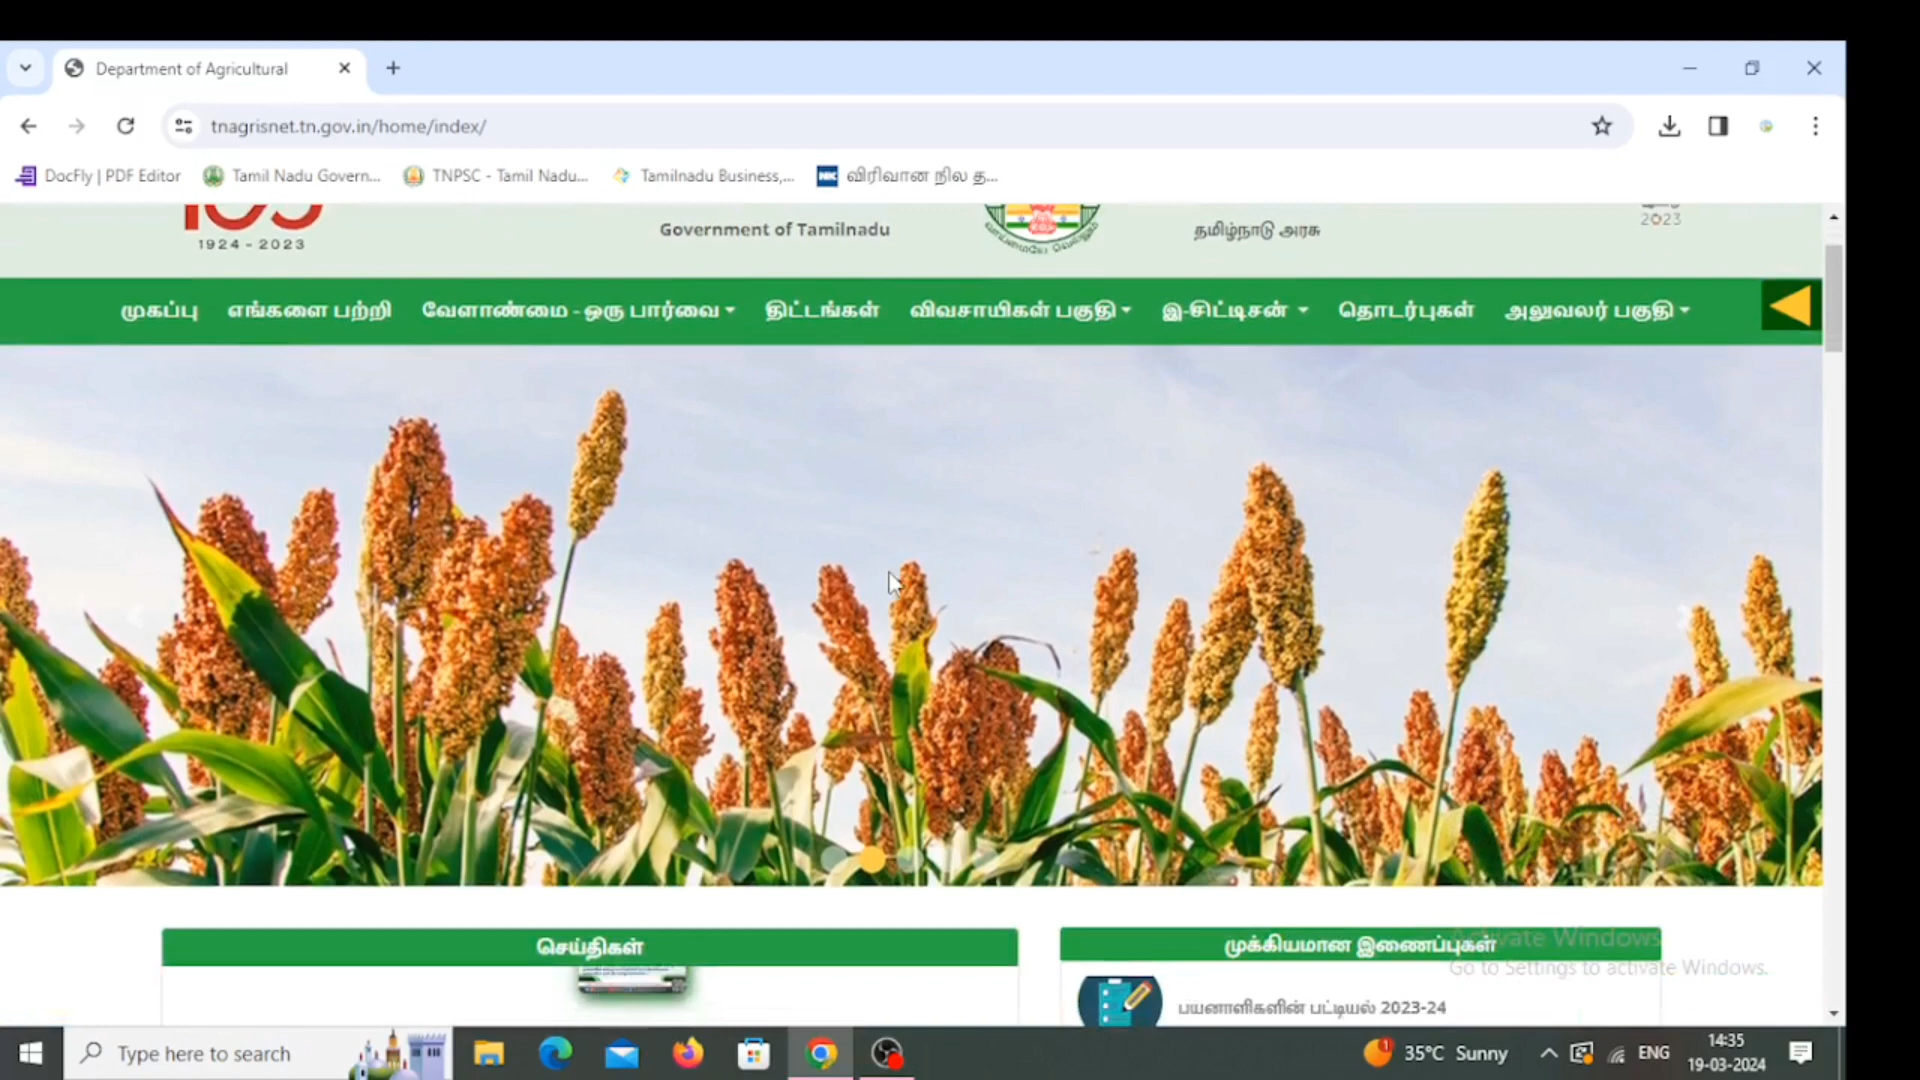 Department of Agricultural
tnagrisnet.tn.gov.in/home/index/
DocFly | PDF Editor
Tamil Nadu Govern...
TNPSC - Tamil Nadu...
Tamilnadu Business,...
NK
விரிவான நில த...
1924 - 2023
Government of Tamilnadu
வாய்மையே வெல்லும்
தமிழ்நாடு அரசு
2023
முகப்பு
எங்களை பற்றி
வேளாண்மை - ஒரு பார்வை
திட்டங்கள்
விவசாயிகள் பகுதி
இ-சிட்டிசன்
தொடர்புகள்
அலுவலர் பகுதி
செய்திகள்
முக்கியமான இணைப்புகள்
Activate Windows
Go to Settings to activate Windows.
பயனாளிகளின் பட்டியல் 2023-24
Type here to search
1
35°C Sunny
ENG
14:35
19-03-2024